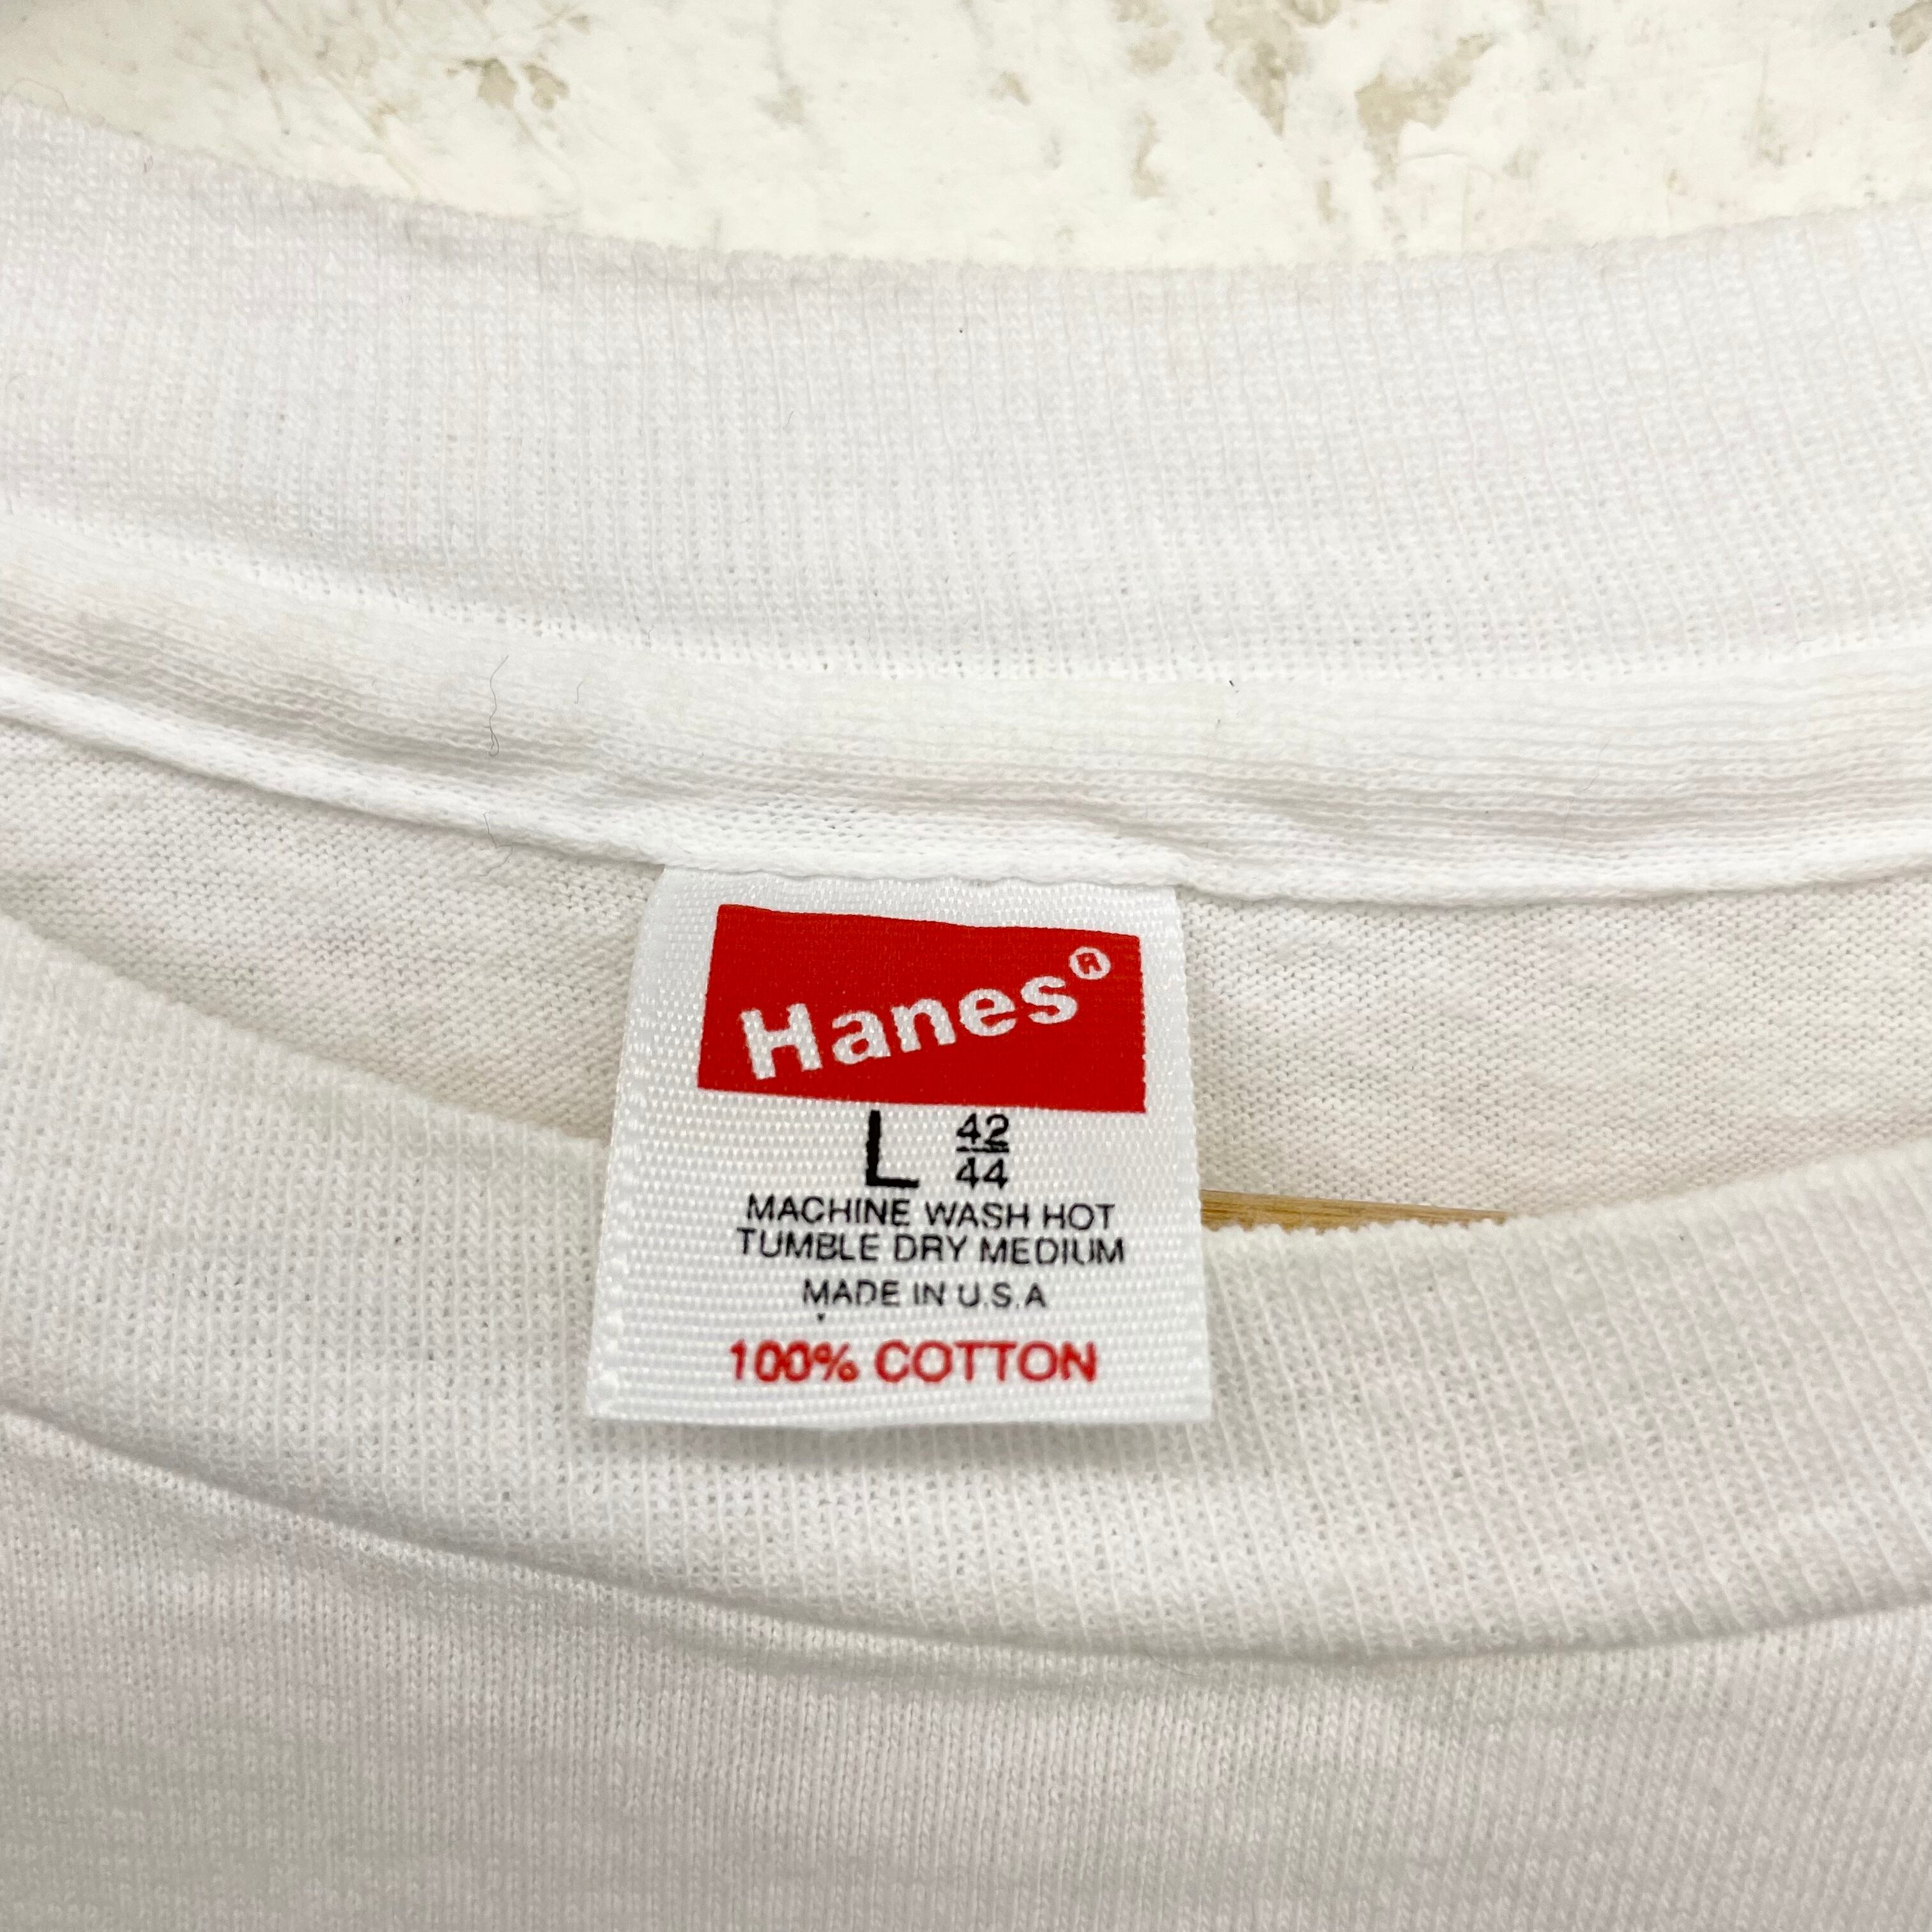 Hanes®
L 42/44
MACHINE WASH HOT
TUMBLE DRY MEDIUM
MADE IN U.S.A
100% COTTON